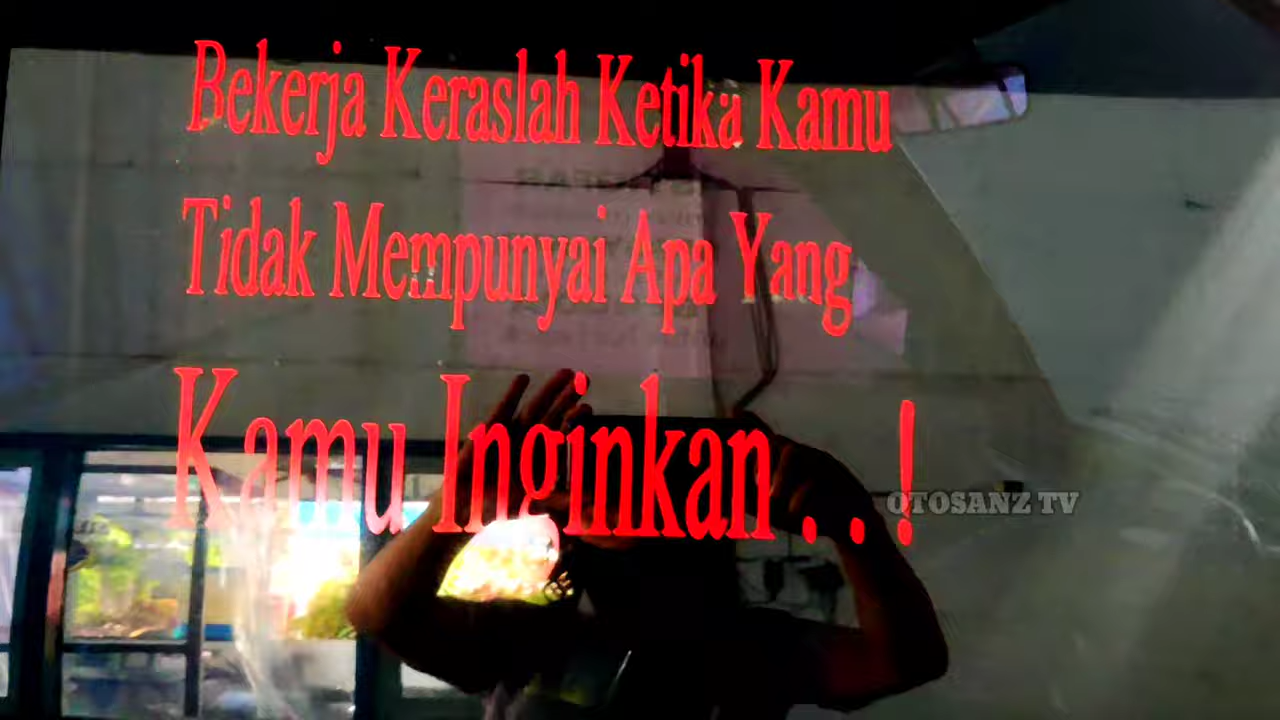 Bekerja Keraslah Ketika Kamu
Tidak Mempunyai Apa Yang
Kamu Inginkan . . !
OTOSANZ TV